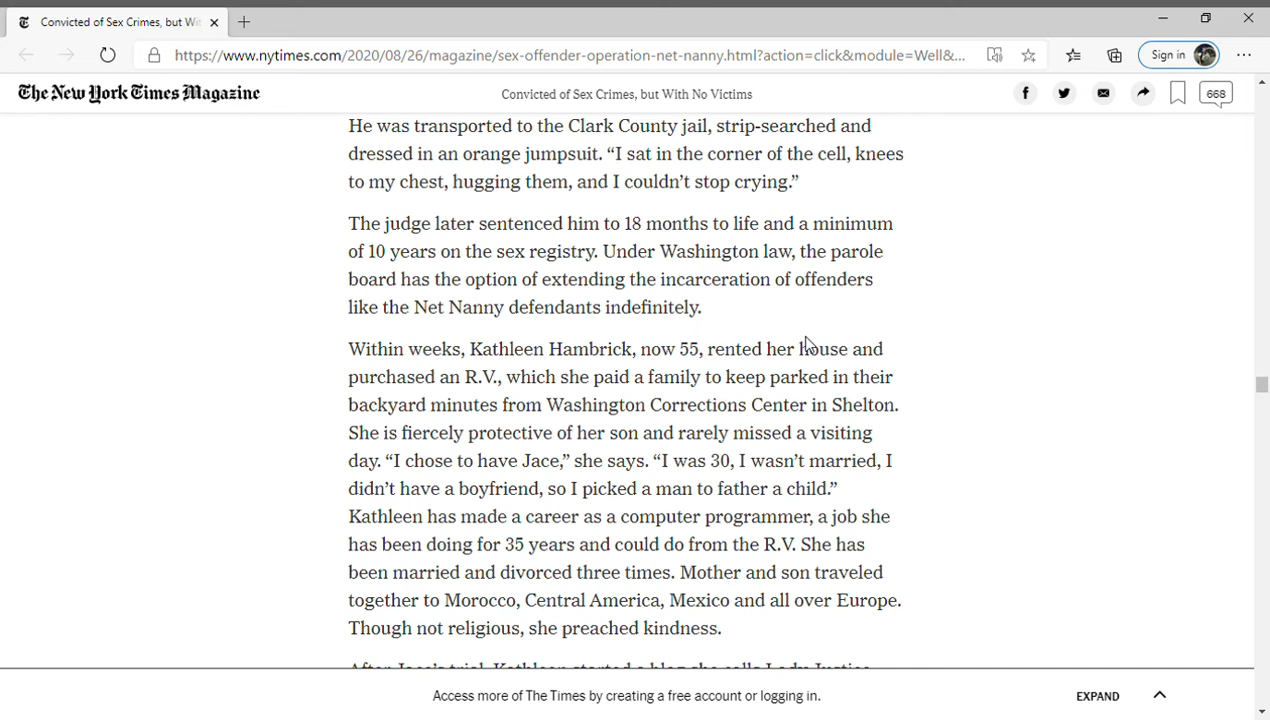 Convicted of Sex Crimes, but Wit
https://www.nytimes.com/2020/08/26/magazine/sex-offender-operation-net-nanny.html?action=click&module=Well&...
Sign in
The New York Times Magazine
Convicted of Sex Crimes, but With No Victims
668
He was transported to the Clark County jail, strip-searched and
dressed in an orange jumpsuit. “I sat in the corner of the cell, knees
to my chest, hugging them, and I couldn’t stop crying.”
The judge later sentenced him to 18 months to life and a minimum
of 10 years on the sex registry. Under Washington law, the parole
board has the option of extending the incarceration of offenders
like the Net Nanny defendants indefinitely.
Within weeks, Kathleen Hambrick, now 55, rented her house and
purchased an R.V., which she paid a family to keep parked in their
backyard minutes from Washington Corrections Center in Shelton.
She is fiercely protective of her son and rarely missed a visiting
day. “I chose to have Jace,” she says. “I was 30, I wasn’t married, I
didn’t have a boyfriend, so I picked a man to father a child.”
Kathleen has made a career as a computer programmer, a job she
has been doing for 35 years and could do from the R.V. She has
been married and divorced three times. Mother and son traveled
together to Morocco, Central America, Mexico and all over Europe.
Though not religious, she preached kindness.
After Jace’s trial, Kathleen started a blog she calls Lady Justice
Access more of The Times by creating a free account or logging in.
EXPAND